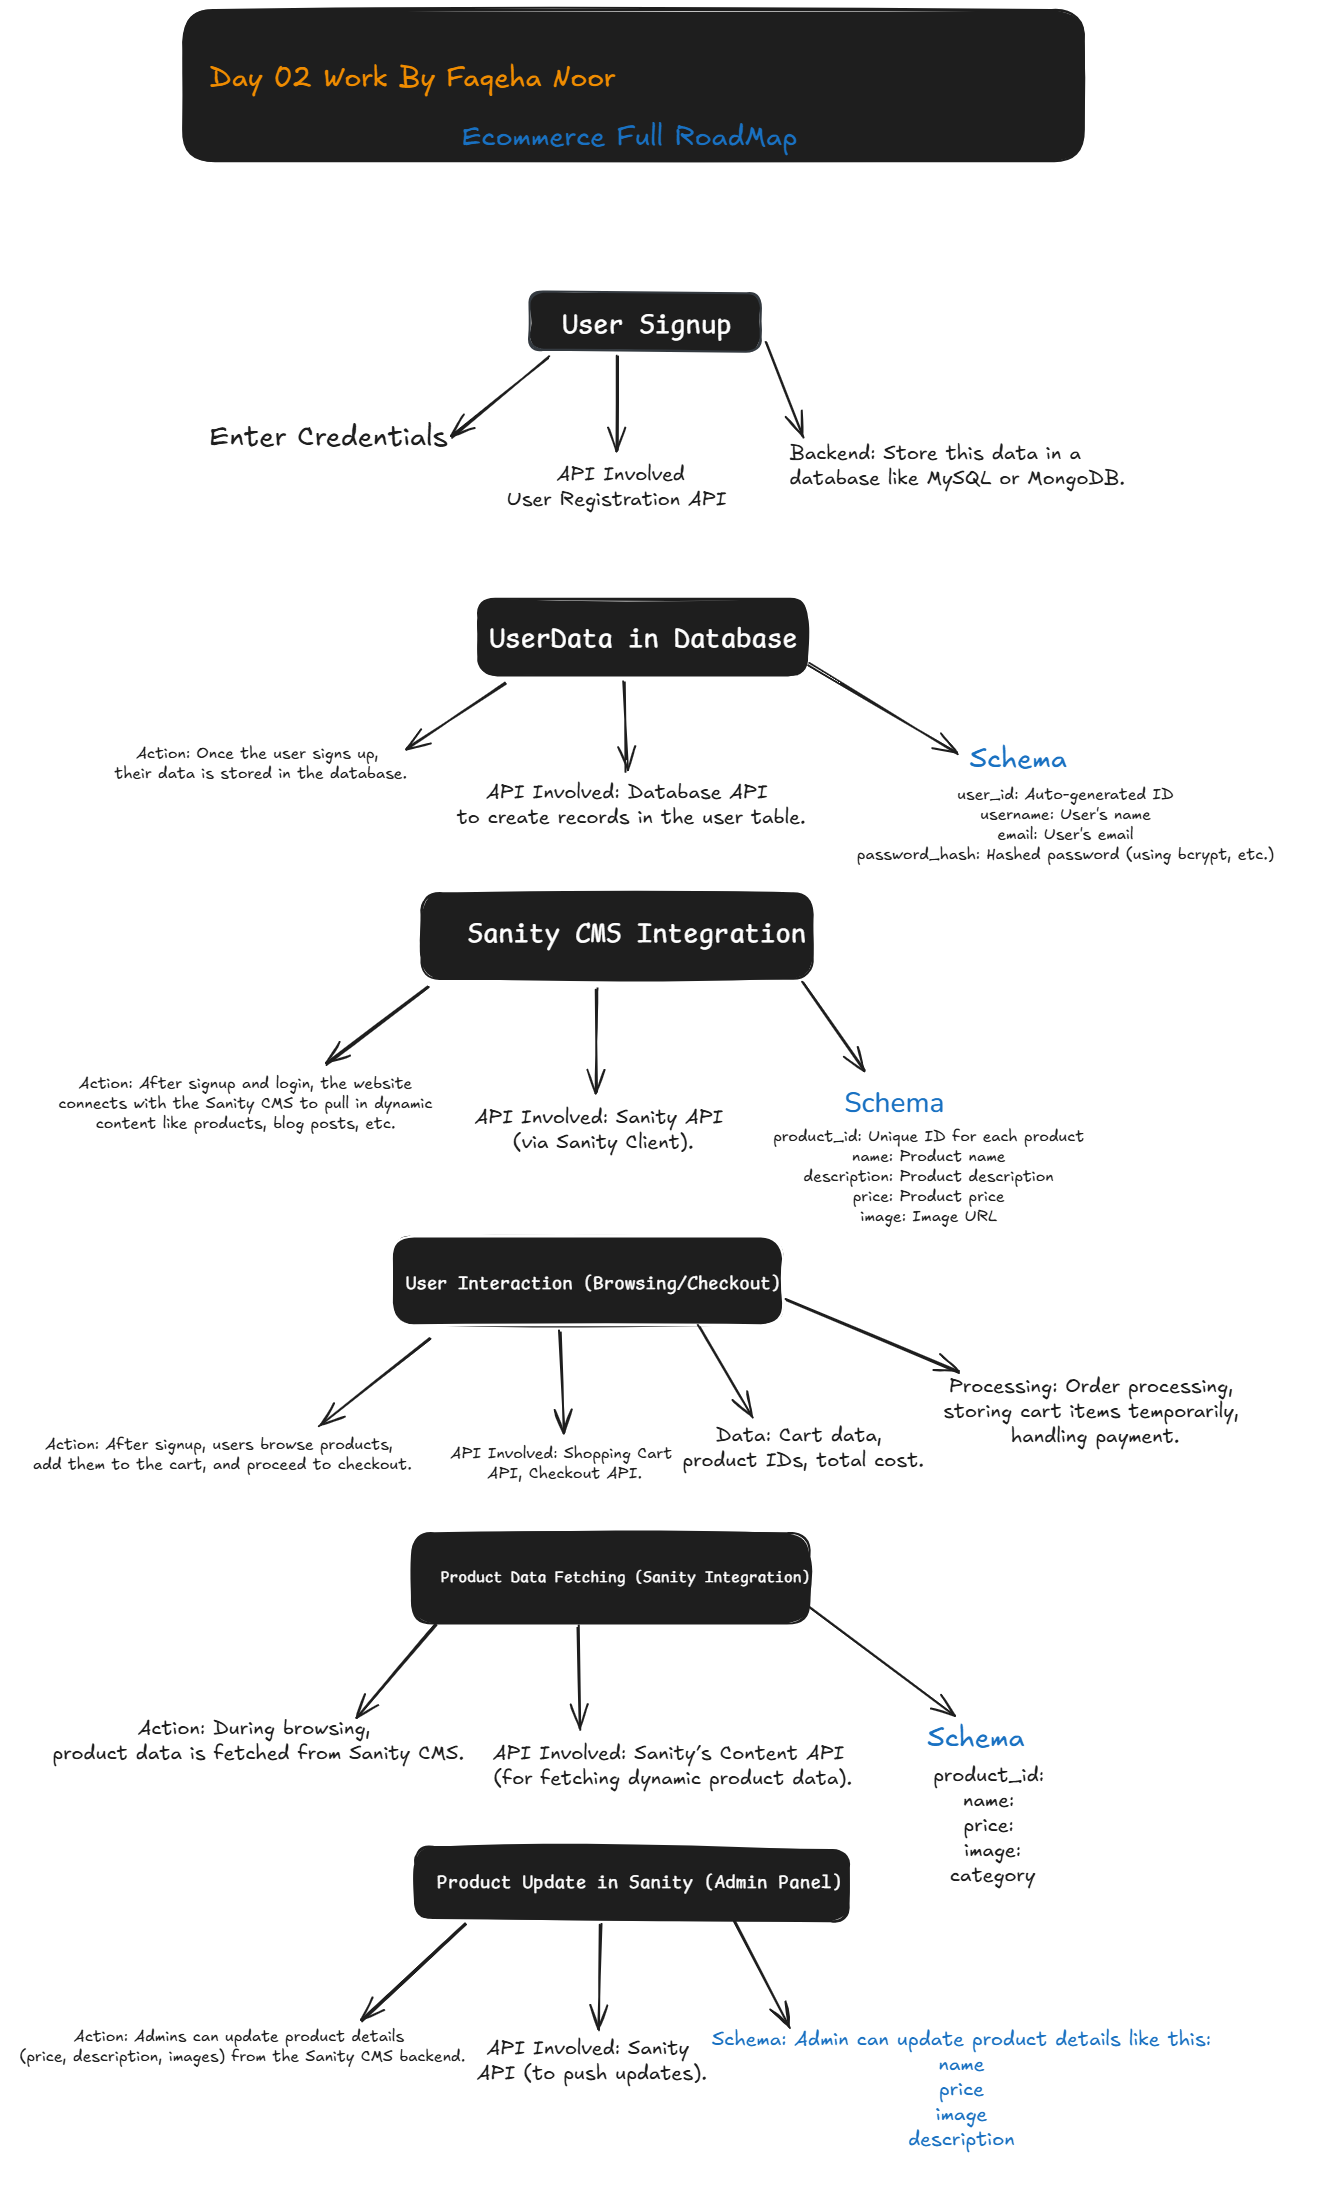 Day 02 Work By Faqeha Noor
Ecommerce Full RoadMap
User Signup
Enter Credentials
API Involved
User Registration API
Backend: Store this data in a
database like MySQL or MongoDB.
UserData in Database
Action: Once the user signs up,
their data is stored in the database.
API Involved: Database API
to create records in the user table.
Schema
user_id: Auto-generated ID
username: User's name
email: User's email
password_hash: Hashed password (using bcrypt, etc.)
Sanity CMS Integration
Action: After signup and login, the website
connects with the Sanity CMS to pull in dynamic
content like products, blog posts, etc.
API Involved: Sanity API
(via Sanity Client).
Schema
product_id: Unique ID for each product
name: Product name
description: Product description
price: Product price
image: Image URL
User Interaction (Browsing/Checkout)
Action: After signup, users browse products,
add them to the cart, and proceed to checkout.
API Involved: Shopping Cart
API, Checkout API.
Data: Cart data,
product IDs, total cost.
Processing: Order processing,
storing cart items temporarily,
handling payment.
Product Data Fetching (Sanity Integration)
Action: During browsing,
product data is fetched from Sanity CMS.
API Involved: Sanity's Content API
(for fetching dynamic product data).
Schema
product_id:
name:
price:
image:
category
Product Update in Sanity (Admin Panel)
Action: Admins can update product details
(price, description, images) from the Sanity CMS backend.
API Involved: Sanity
API (to push updates).
Schema: Admin can update product details like this:
name
price
image
description